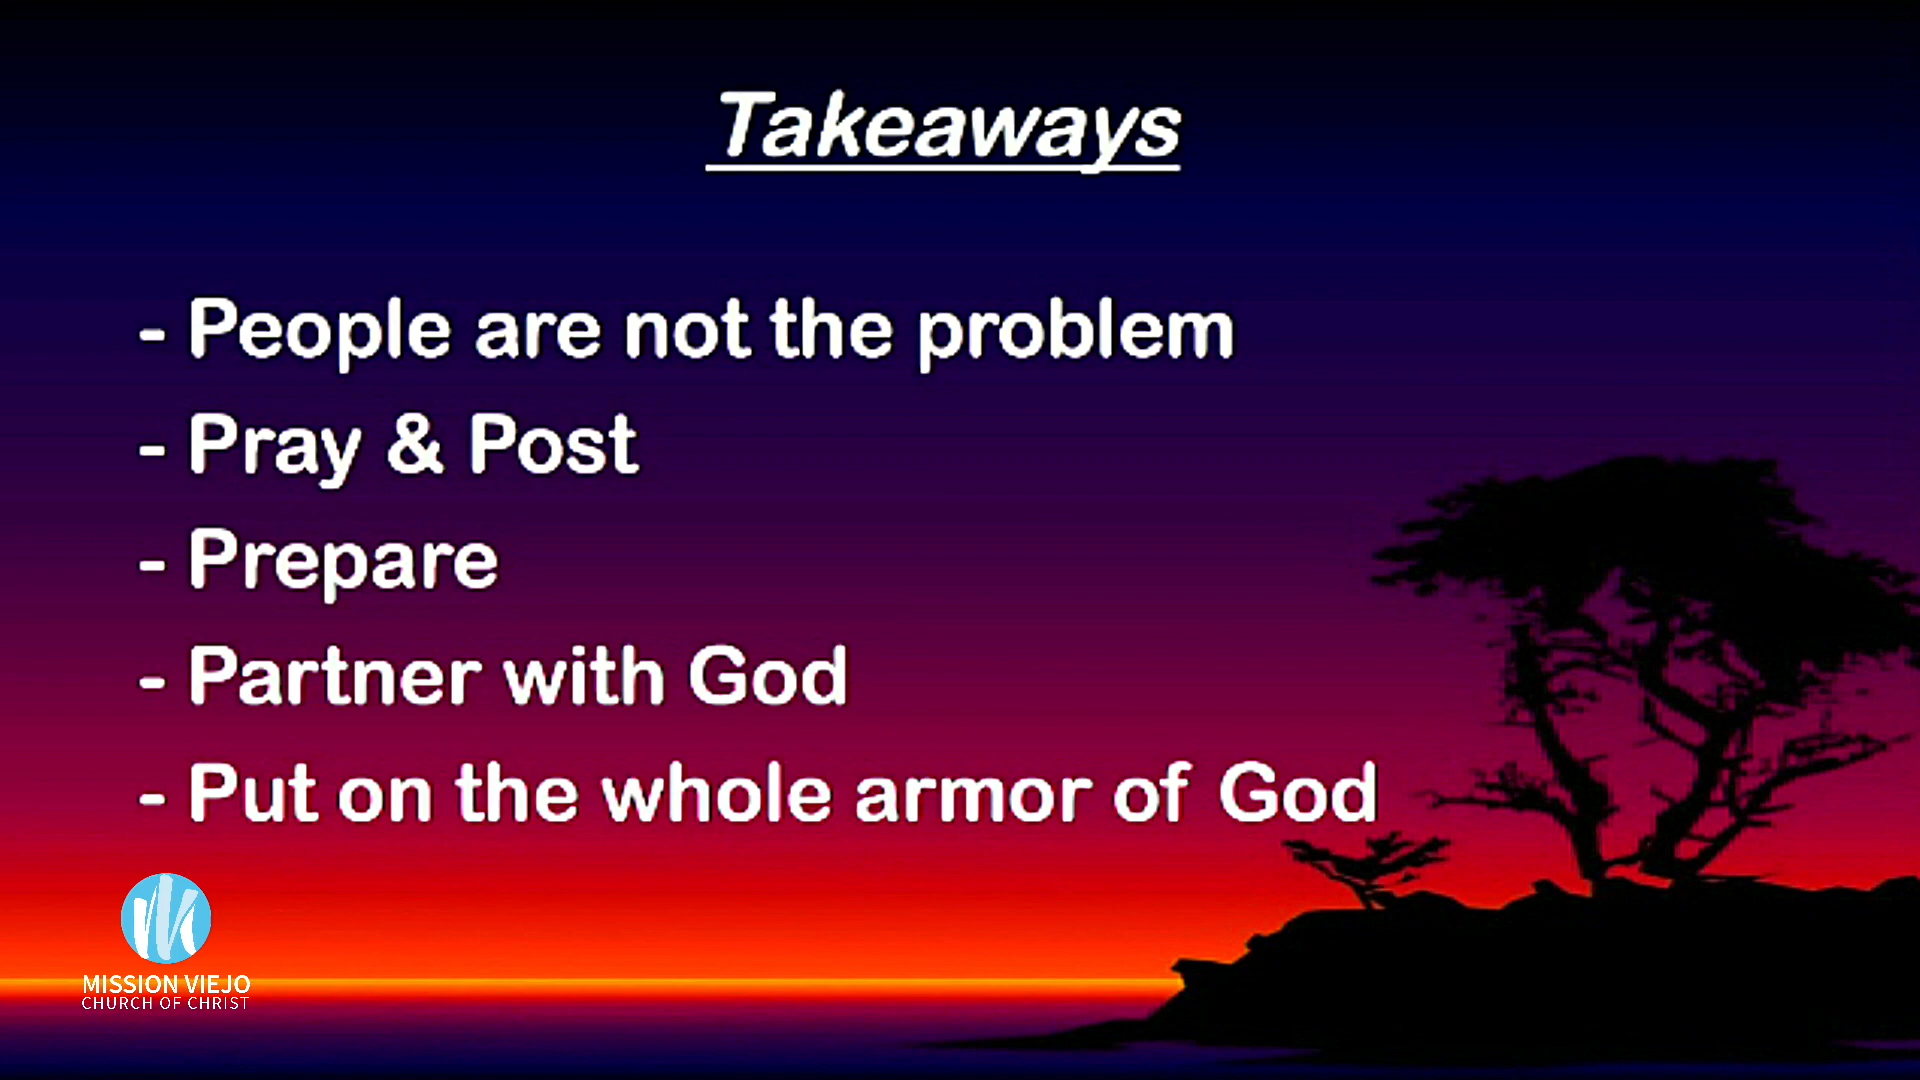 Takeaways
- People are not the problem
- Pray & Post
- Prepare
- Partner with God
- Put on the whole armor of God
MISSION VIEJO
CHURCH OF CHRIST